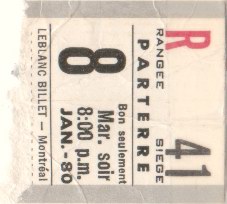 R 41
RANGEE SIEGE
PARTERRE
8
Bon seulement
Mar. soir
8:00 p.m.
JAN.-80
LEBLANC BILLET — Montréal